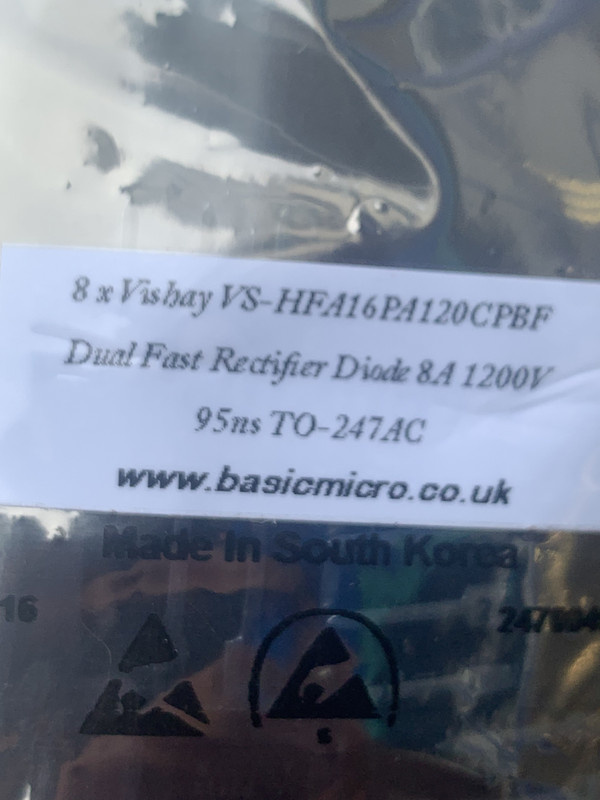 8 x Vishay VS-HFA16PA120CPBF
Dual Fast Rectifier Diode 8A 1200V
95ns TO-247AC
www.basicmicro.co.uk
Made In South Korea
16
S